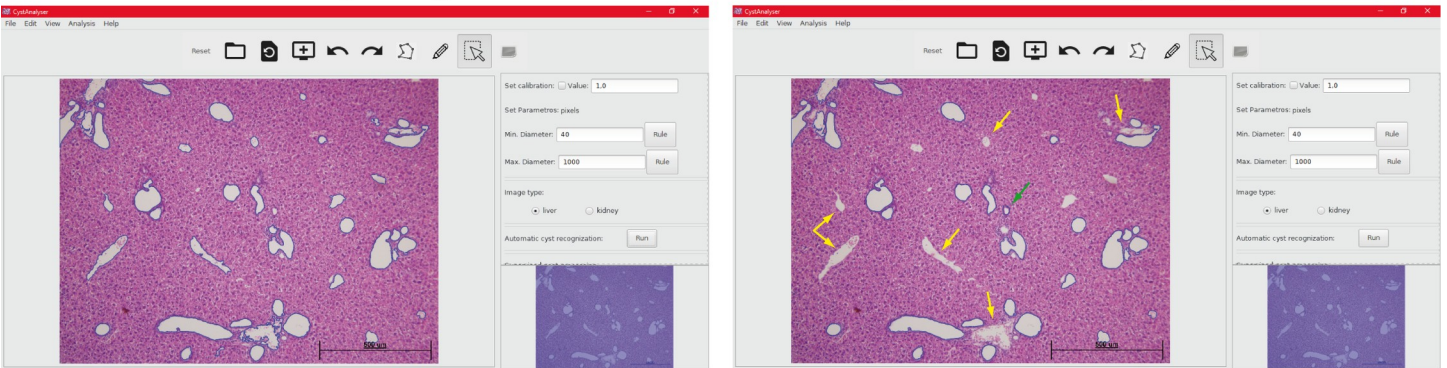 CystAnalyser
File Edit View Analysis Help
Reset
Set calibration: Value: 1.0
Set Parametros: pixels
Min. Diameter: 40 Rule
Max. Diameter: 1000 Rule
Image type:
liver kidney
Automatic cyst recognization: Run
500 um
CystAnalyser
File Edit View Analysis Help
Reset
Set calibration: Value: 1.0
Set Parametros: pixels
Min. Diameter: 40 Rule
Max. Diameter: 1000 Rule
Image type:
liver kidney
Automatic cyst recognization: Run
500 um